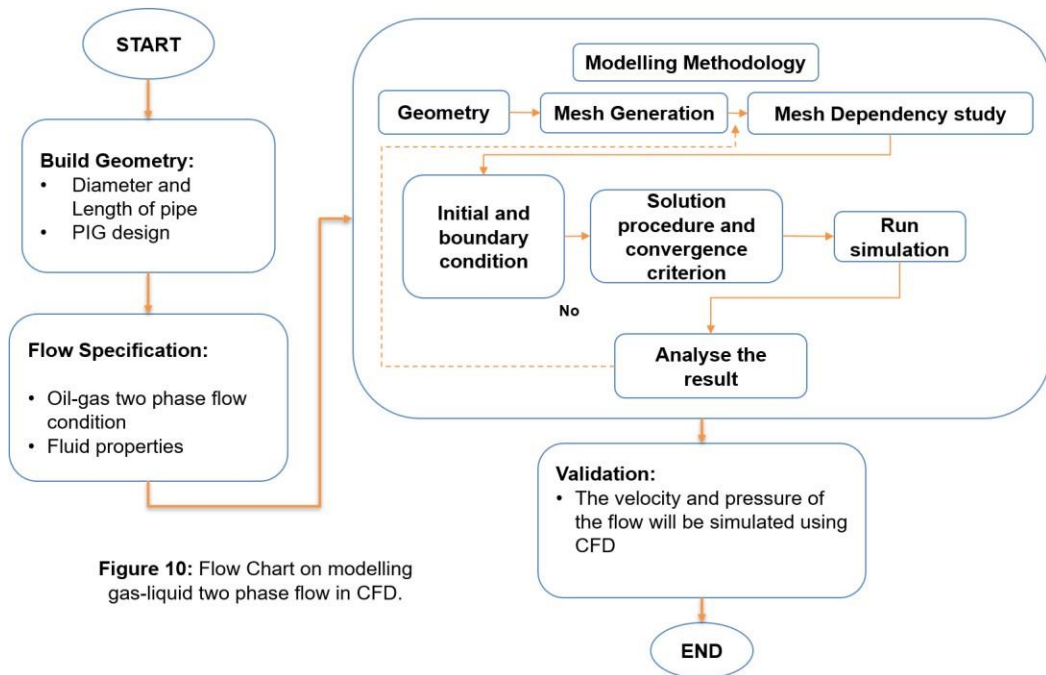 START
Build Geometry:
• Diameter and
Length of pipe
• PIG design
Flow Specification:
• Oil-gas two phase flow
condition
• Fluid properties
Modelling Methodology
Geometry
Mesh Generation
Mesh Dependency study
Initial and
boundary
condition
Solution
procedure and
convergence
criterion
Run
simulation
No
Analyse the
result
Validation:
• The velocity and pressure of
the flow will be simulated using
CFD
END
Figure 10: Flow Chart on modelling
gas-liquid two phase flow in CFD.